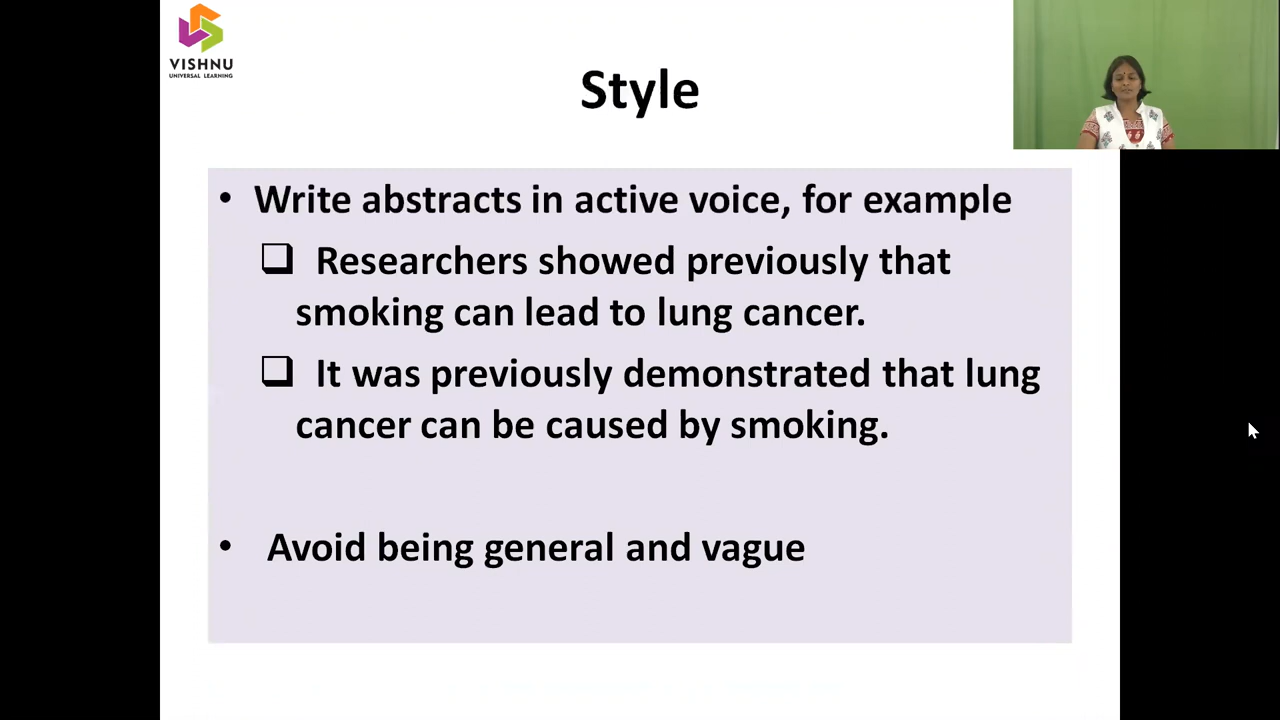 VISHNU
UNIVERSAL LEARNING
Style
• Write abstracts in active voice, for example
❑ Researchers showed previously that
smoking can lead to lung cancer.
❑ It was previously demonstrated that lung
cancer can be caused by smoking.
• Avoid being general and vague